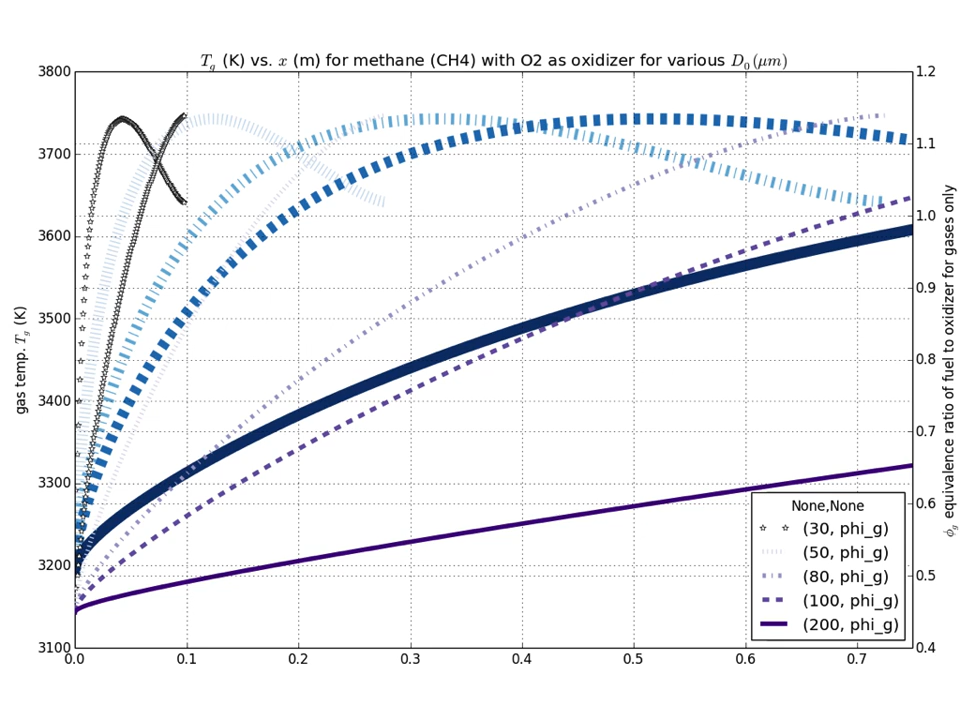 T_g (K) vs. x (m) for methane (CH4) with O2 as oxidizer for various D_0(μm)
3800
3700
3600
3500
3400
3300
3200
3100
gas temp. T_g (K)
1.2
1.1
1.0
0.9
0.8
0.7
0.6
0.5
0.4
ϕ_g equivalence ratio of fuel to oxidizer for gases only
None,None
(30, phi_g)
(50, phi_g)
(80, phi_g)
(100, phi_g)
(200, phi_g)
0.0 0.1 0.2 0.3 0.4 0.5 0.6 0.7